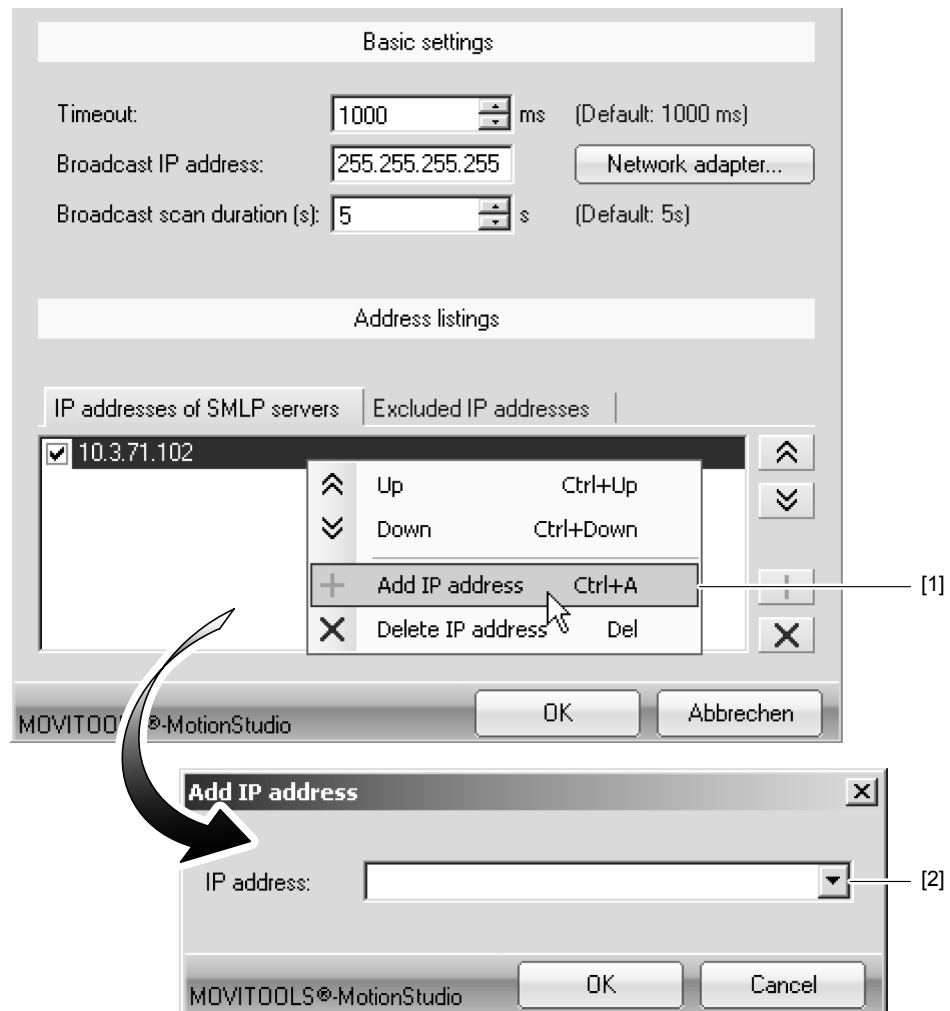 Basic settings
Timeout: 1000 ms (Default: 1000 ms)
Broadcast IP address: 255.255.255.255 Network adapter...
Broadcast scan duration (s): 5 s (Default: 5s)
Address listings
IP addresses of SMLP servers Excluded IP addresses
10.3.71.102
Up Ctrl+Up
Down Ctrl+Down
Add IP address Ctrl+A [1]
Delete IP address Del
MOVITOO ®-MotionStudio OK Abbrechen
Add IP address
IP address: [2]
MOVITOOLS®-MotionStudio OK Cancel